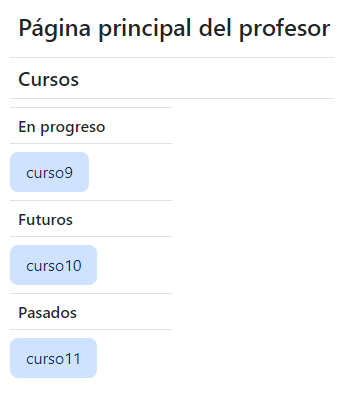 Página principal del profesor
Cursos
En progreso
curso9
Futuros
curso10
Pasados
curso11